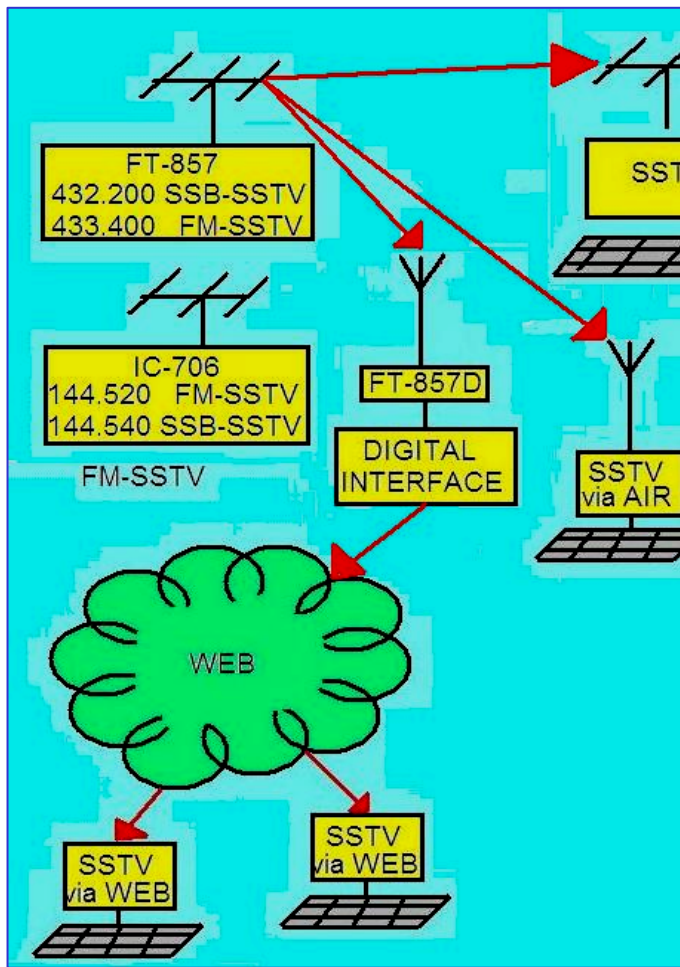 FT-857
432.200 SSB-SSTV
433.400 FM-SSTV
SST
IC-706
144.520 FM-SSTV
144.540 SSB-SSTV
FM-SSTV
FT-857D
DIGITAL
INTERFACE
SSTV
via AIR
WEB
SSTV
via WEB
SSTV
via WEB